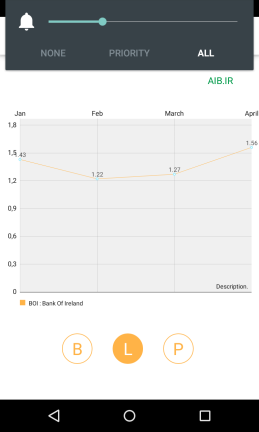 NONE PRIORITY ALL
AIB.IR
Jan Feb March April
1,8
1,5
1.43
1.22
1.27
1.56
1,2
0,9
0,6
0,3
0
Description.
BOI : Bank Of Ireland
B L P